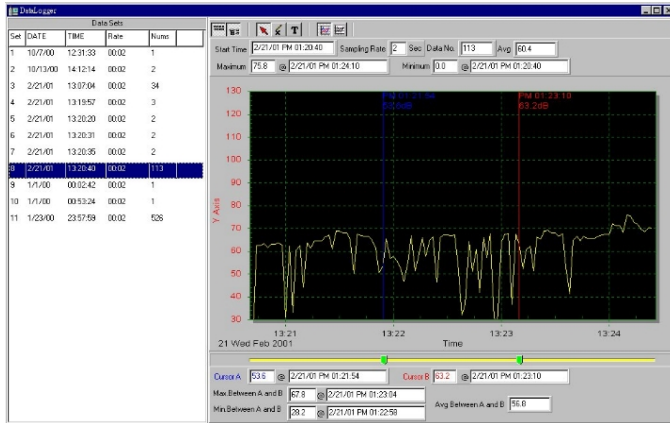 DataLogger
Data Sets
Set DATE TIME Rate Nums
1 10/7/00 12:31:33 00:02 1
2 10/13/00 14:12:14 00:02 2
3 2/21/01 13:07:04 00:02 34
4 2/21/01 13:19:57 00:02 3
5 2/21/01 13:20:20 00:02 2
6 2/21/01 13:20:31 00:02 2
7 2/21/01 13:20:35 00:02 2
8 2/21/01 13:20:40 00:02 113
9 1/1/00 00:02:42 00:02 1
10 1/1/00 00:53:24 00:02 1
11 1/23/00 23:57:59 00:02 526
T
Start Time 2/21/01 PM 01:20:40 Sampling Rate 2 Sec Data No. 113 Avg 60.4
Maximum 75.8 @ 2/21/01 PM 01:24:10 Minimum 0.0 @ 2/21/01 PM 01:20:40
PM 01:21:54 PM 01:23:10
53.6dB 63.2dB
130
120
110
100
90
80
70
60
50
40
30
Y Axis
13:21 13:22 13:23 13:24
21 Wed Feb 2001 Time
Cursor A 53.6 @ 2/21/01 PM 01:21:54 Cursor B 63.2 @ 2/21/01 PM 01:23:10
Max.Between A and B 67.8 @ 2/21/01 PM 01:23:04
Min.Between A and B 28.2 @ 2/21/01 PM 01:22:58
Avg Between A and B 56.8